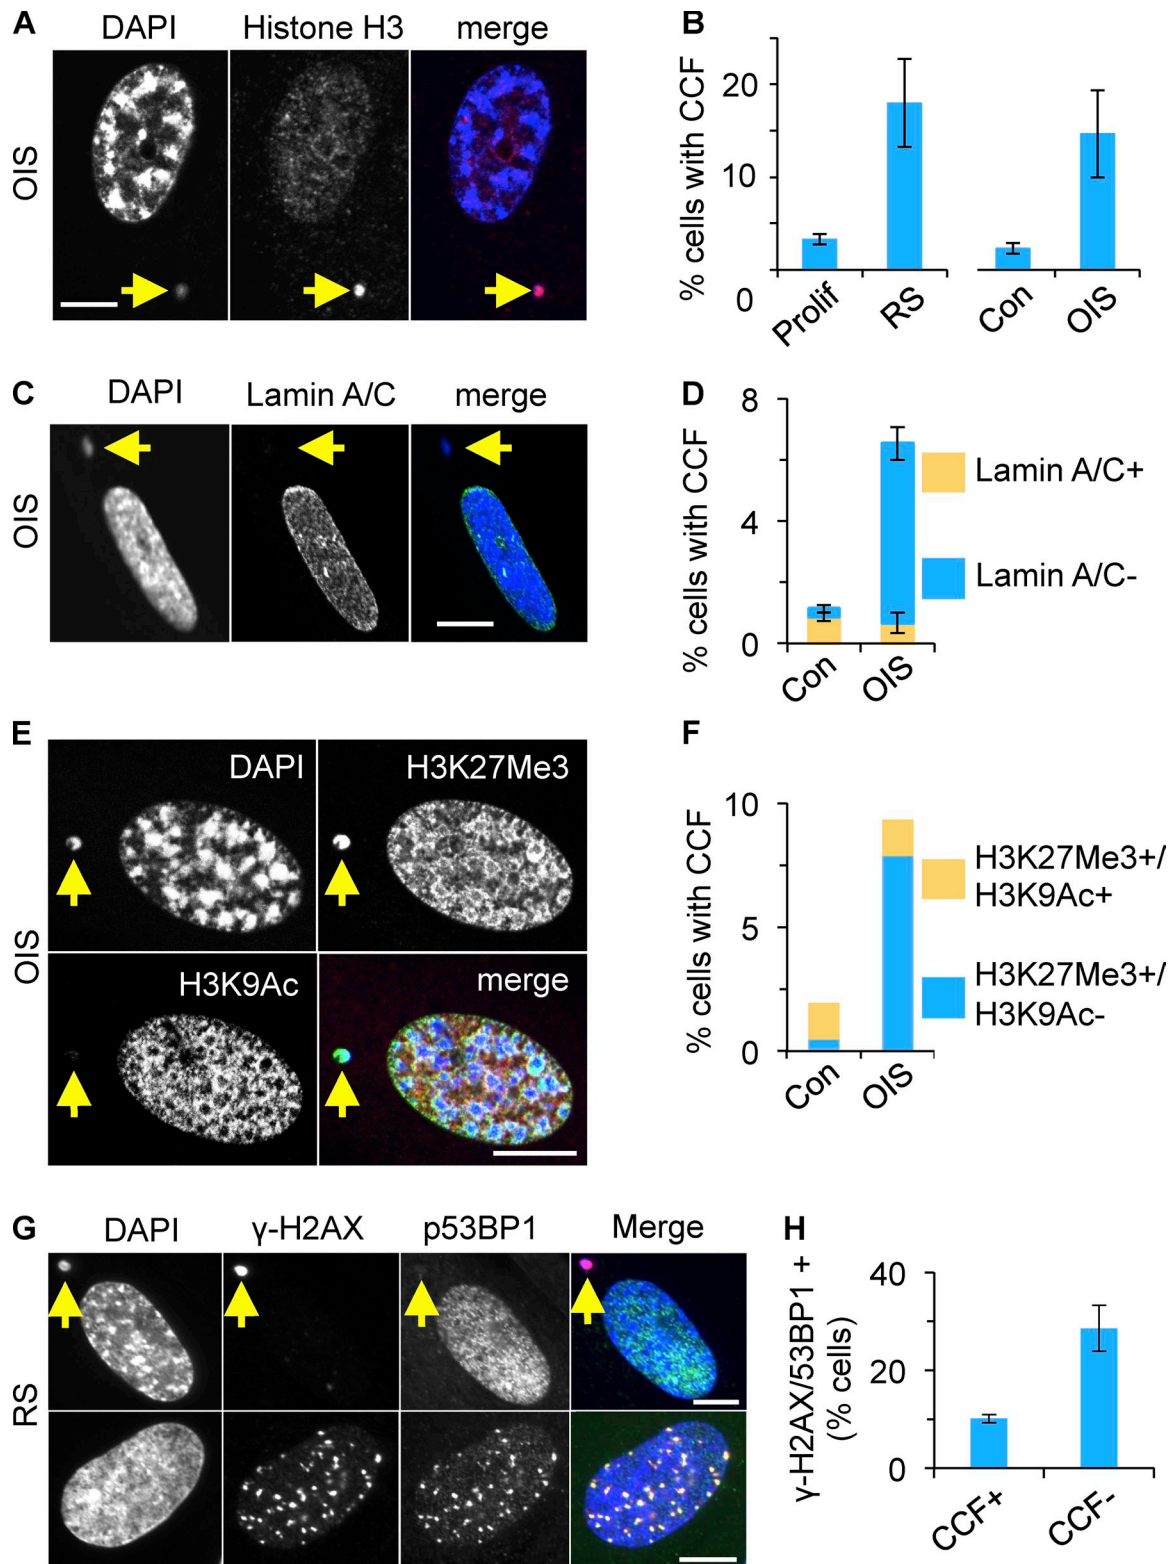 A
DAPI
Histone H3
merge
OIS
B
% cells with CCF
20
10
0
Prolif
RS
Con
OIS
C
DAPI
Lamin A/C
merge
OIS
D
% cells with CCF
8
4
0
Con
OIS
Lamin A/C+
Lamin A/C-
E
DAPI
H3K27Me3
H3K9Ac
merge
OIS
F
% cells with CCF
10
5
0
Con
OIS
H3K27Me3+/
H3K9Ac+
H3K27Me3+/
H3K9Ac-
G
DAPI
γ-H2AX
p53BP1
Merge
RS
H
γ-H2AX/53BP1 +
(% cells)
40
20
0
CCF+
CCF-